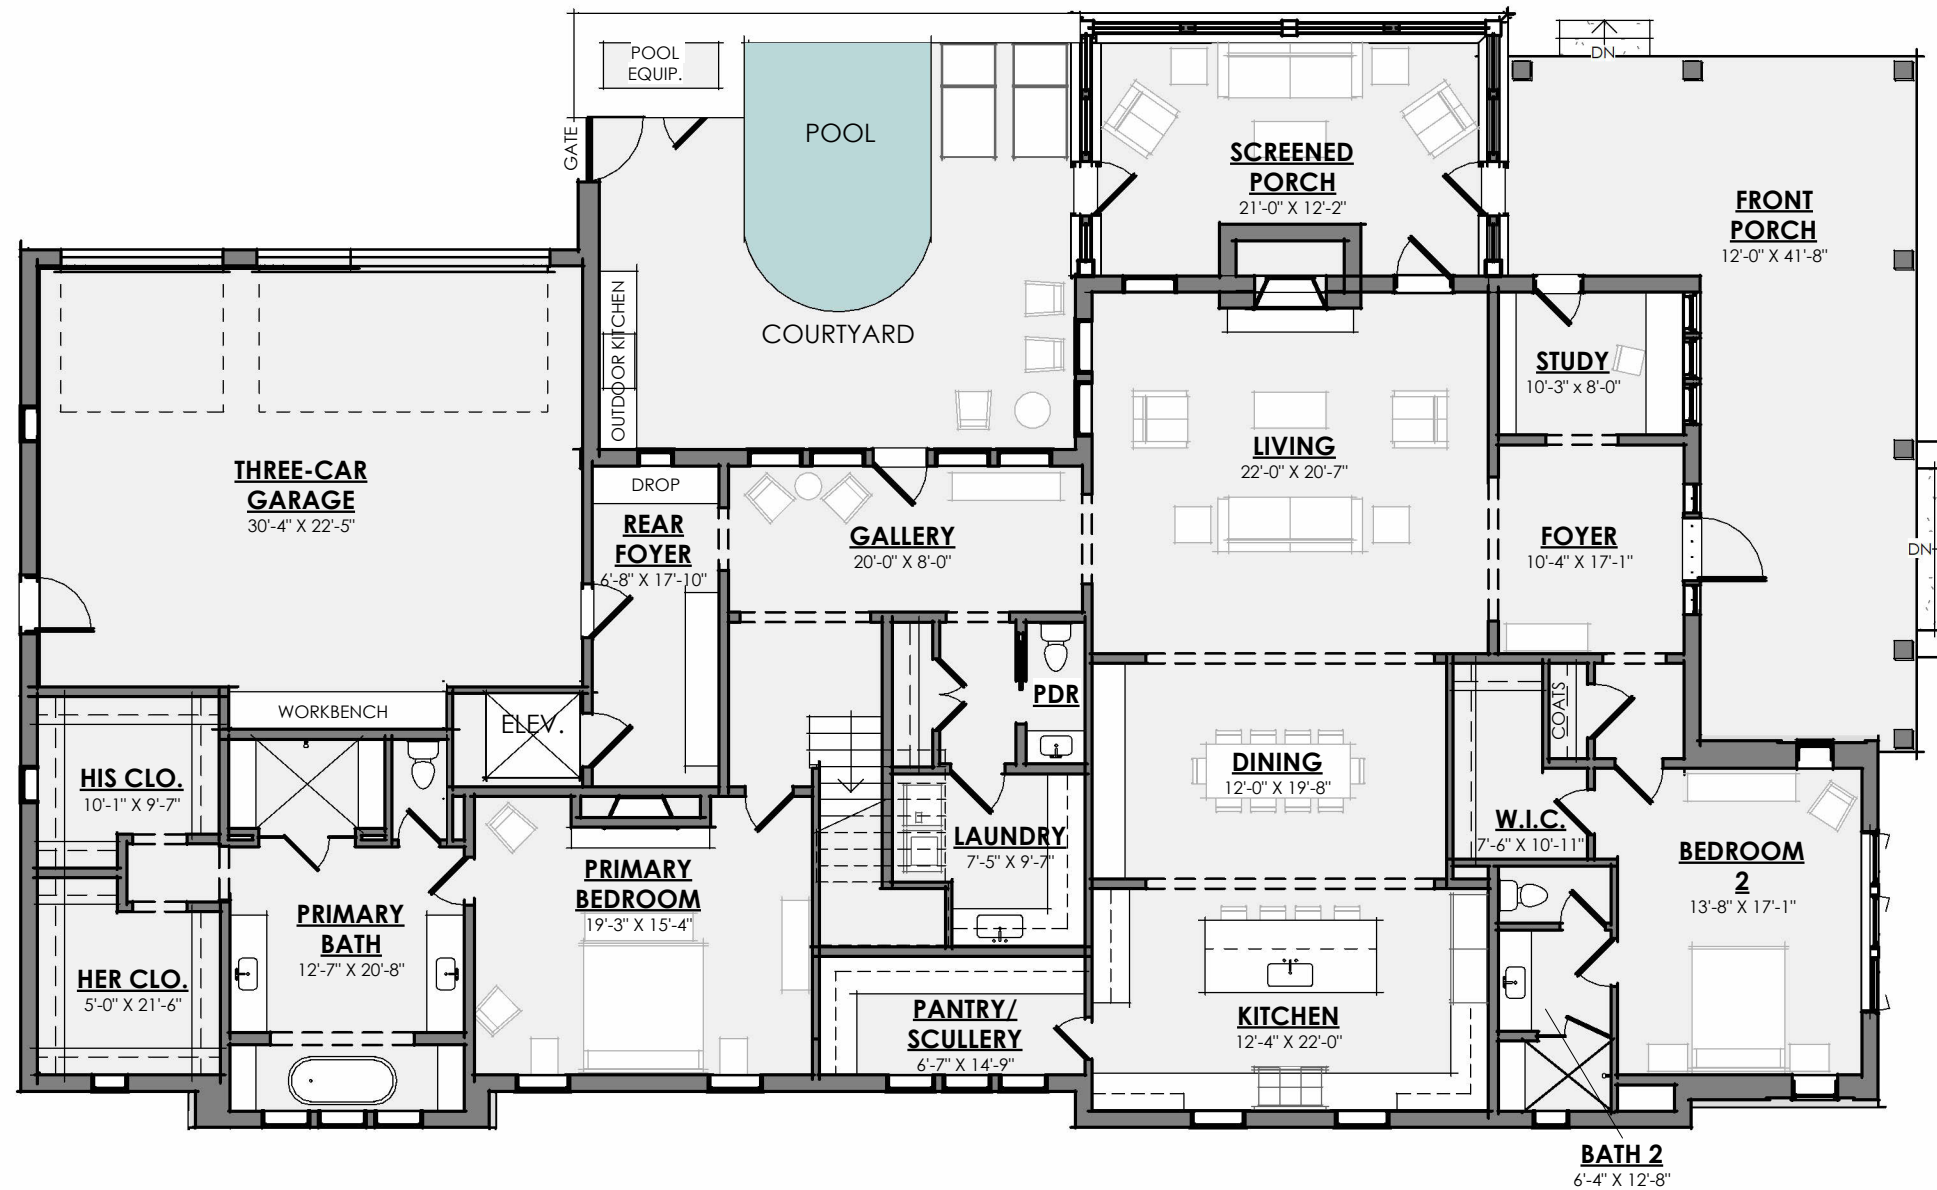 DN
POOL
EQUIP.
POOL
GATE
SCREENED
PORCH
21'-0" X 12'-2"
FRONT
PORCH
12'-0" X 41'-8"
OUTDOOR KITCHEN
COURTYARD
STUDY
10'-3" x 8'-0"
THREE-CAR
GARAGE
30'-4" X 22'-5"
DROP
REAR
FOYER
6'-8" X 17'-10"
GALLERY
20'-0" X 8'-0"
LIVING
22'-0" X 20'-7"
FOYER
10'-4" X 17'-1"
DN
WORKBENCH
ELEV.
PDR
COATS
HIS CLO.
10'-1" X 9'-7"
DINING
12'-0" X 19'-8"
LAUNDRY
7'-5" X 9'-7"
W.I.C.
7'-6" X 10'-11"
PRIMARY
BEDROOM
19'-3" X 15'-4"
BEDROOM
2
13'-8" X 17'-1"
PRIMARY
BATH
12'-7" X 20'-8"
HER CLO.
5'-0" X 21'-6"
PANTRY/
SCULLERY
6'-7" X 14'-9"
KITCHEN
12'-4" X 22'-0"
BATH 2
6'-4" X 12'-8"